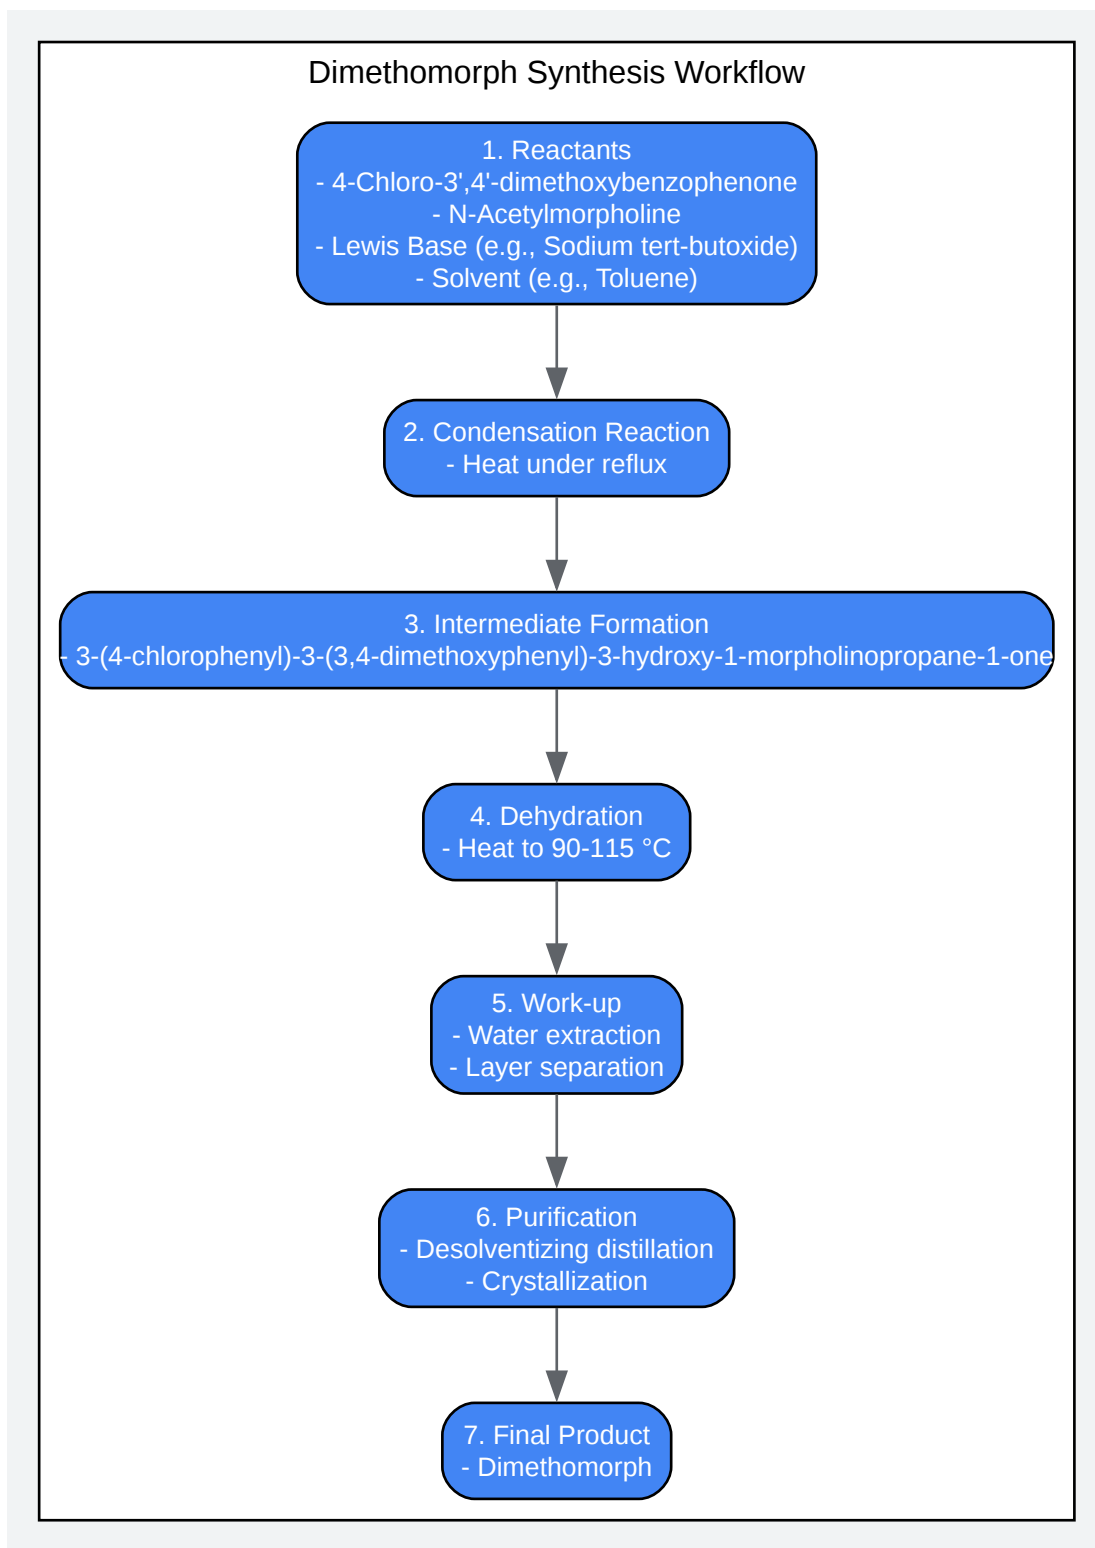 Dimethomorph Synthesis Workflow
1. Reactants
- 4-Chloro-3',4'-dimethoxybenzophenone
- N-Acetylmorpholine
- Lewis Base (e.g., Sodium tert-butoxide)
- Solvent (e.g., Toluene)
2. Condensation Reaction
- Heat under reflux
3. Intermediate Formation
- 3-(4-chlorophenyl)-3-(3,4-dimethoxyphenyl)-3-hydroxy-1-morpholinopropane-1-one
4. Dehydration
- Heat to 90-115 °C
5. Work-up
- Water extraction
- Layer separation
6. Purification
- Desolventizing distillation
- Crystallization
7. Final Product
- Dimethomorph